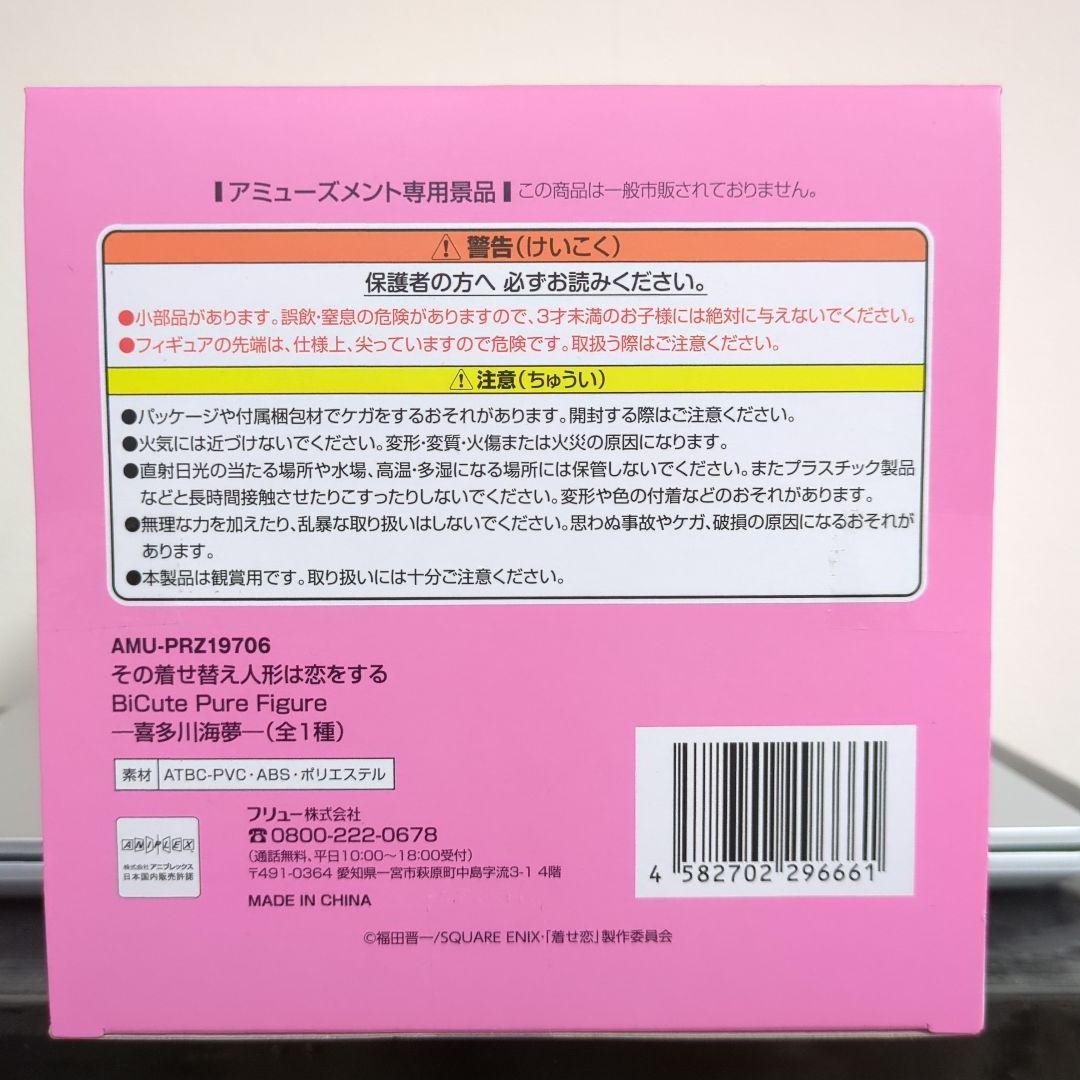 アミューズメント専用景品 この商品は一般市販されておりません。
⚠警告(けいこく)
保護者の方へ 必ずお読みください。
●小部品があります。誤飲・窒息の危険がありますので、3才未満のお子様には絶対に与えないでください。
●フィギュアの先端は、仕様上、尖っていますので危険です。取扱う際はご注意ください。
⚠注意(ちゅうい)
●パッケージや付属梱包材でケガをするおそれがあります。開封する際はご注意ください。
●火気には近づけないでください。変形・変質・火傷または火災の原因になります。
●直射日光の当たる場所や水場、高温・多湿になる場所には保管しないでください。またプラスチック製品
などと長時間接触させたりこすったりしないでください。変形や色の付着などのおそれがあります。
●無理な力を加えたり、乱暴な取り扱いはしないでください。思わぬ事故やケガ、破損の原因になるおそれが
あります。
●本製品は観賞用です。取り扱いには十分ご注意ください。
AMU-PRZ19706
その着せ替え人形は恋をする
BiCute Pure Figure
―喜多川海夢―(全1種)
素材 ATBC-PVC・ABS・ポリエステル
フリュー株式会社
☎0800-222-0678
(通話無料、平日10:00〜18:00受付)
〒491-0364 愛知県一宮市萩原町中島字流3-1 4階
MADE IN CHINA
ANIPLEX
株式会社アニプレックス
日本国内販売許諾
4 582702 296661
©福田晋一/SQUARE ENIX・「着せ恋」製作委員会